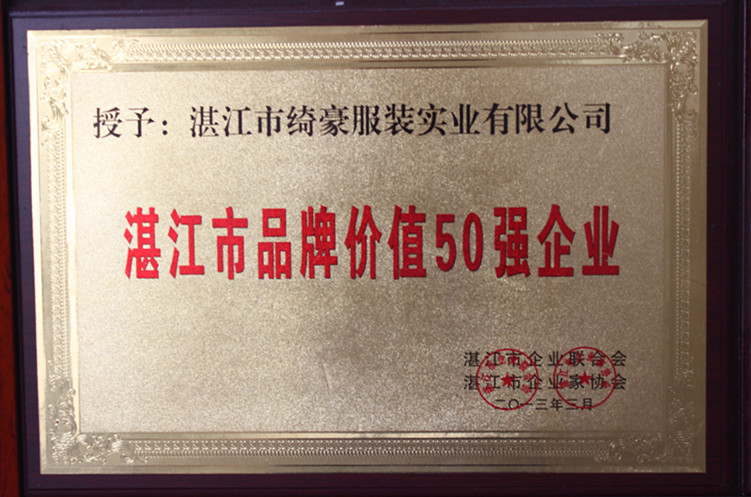 授予：湛江市绮豪服装实业有限公司
湛江市品牌价值50强企业
湛江市企业联合会
湛江市企业家协会
二〇一三年三月